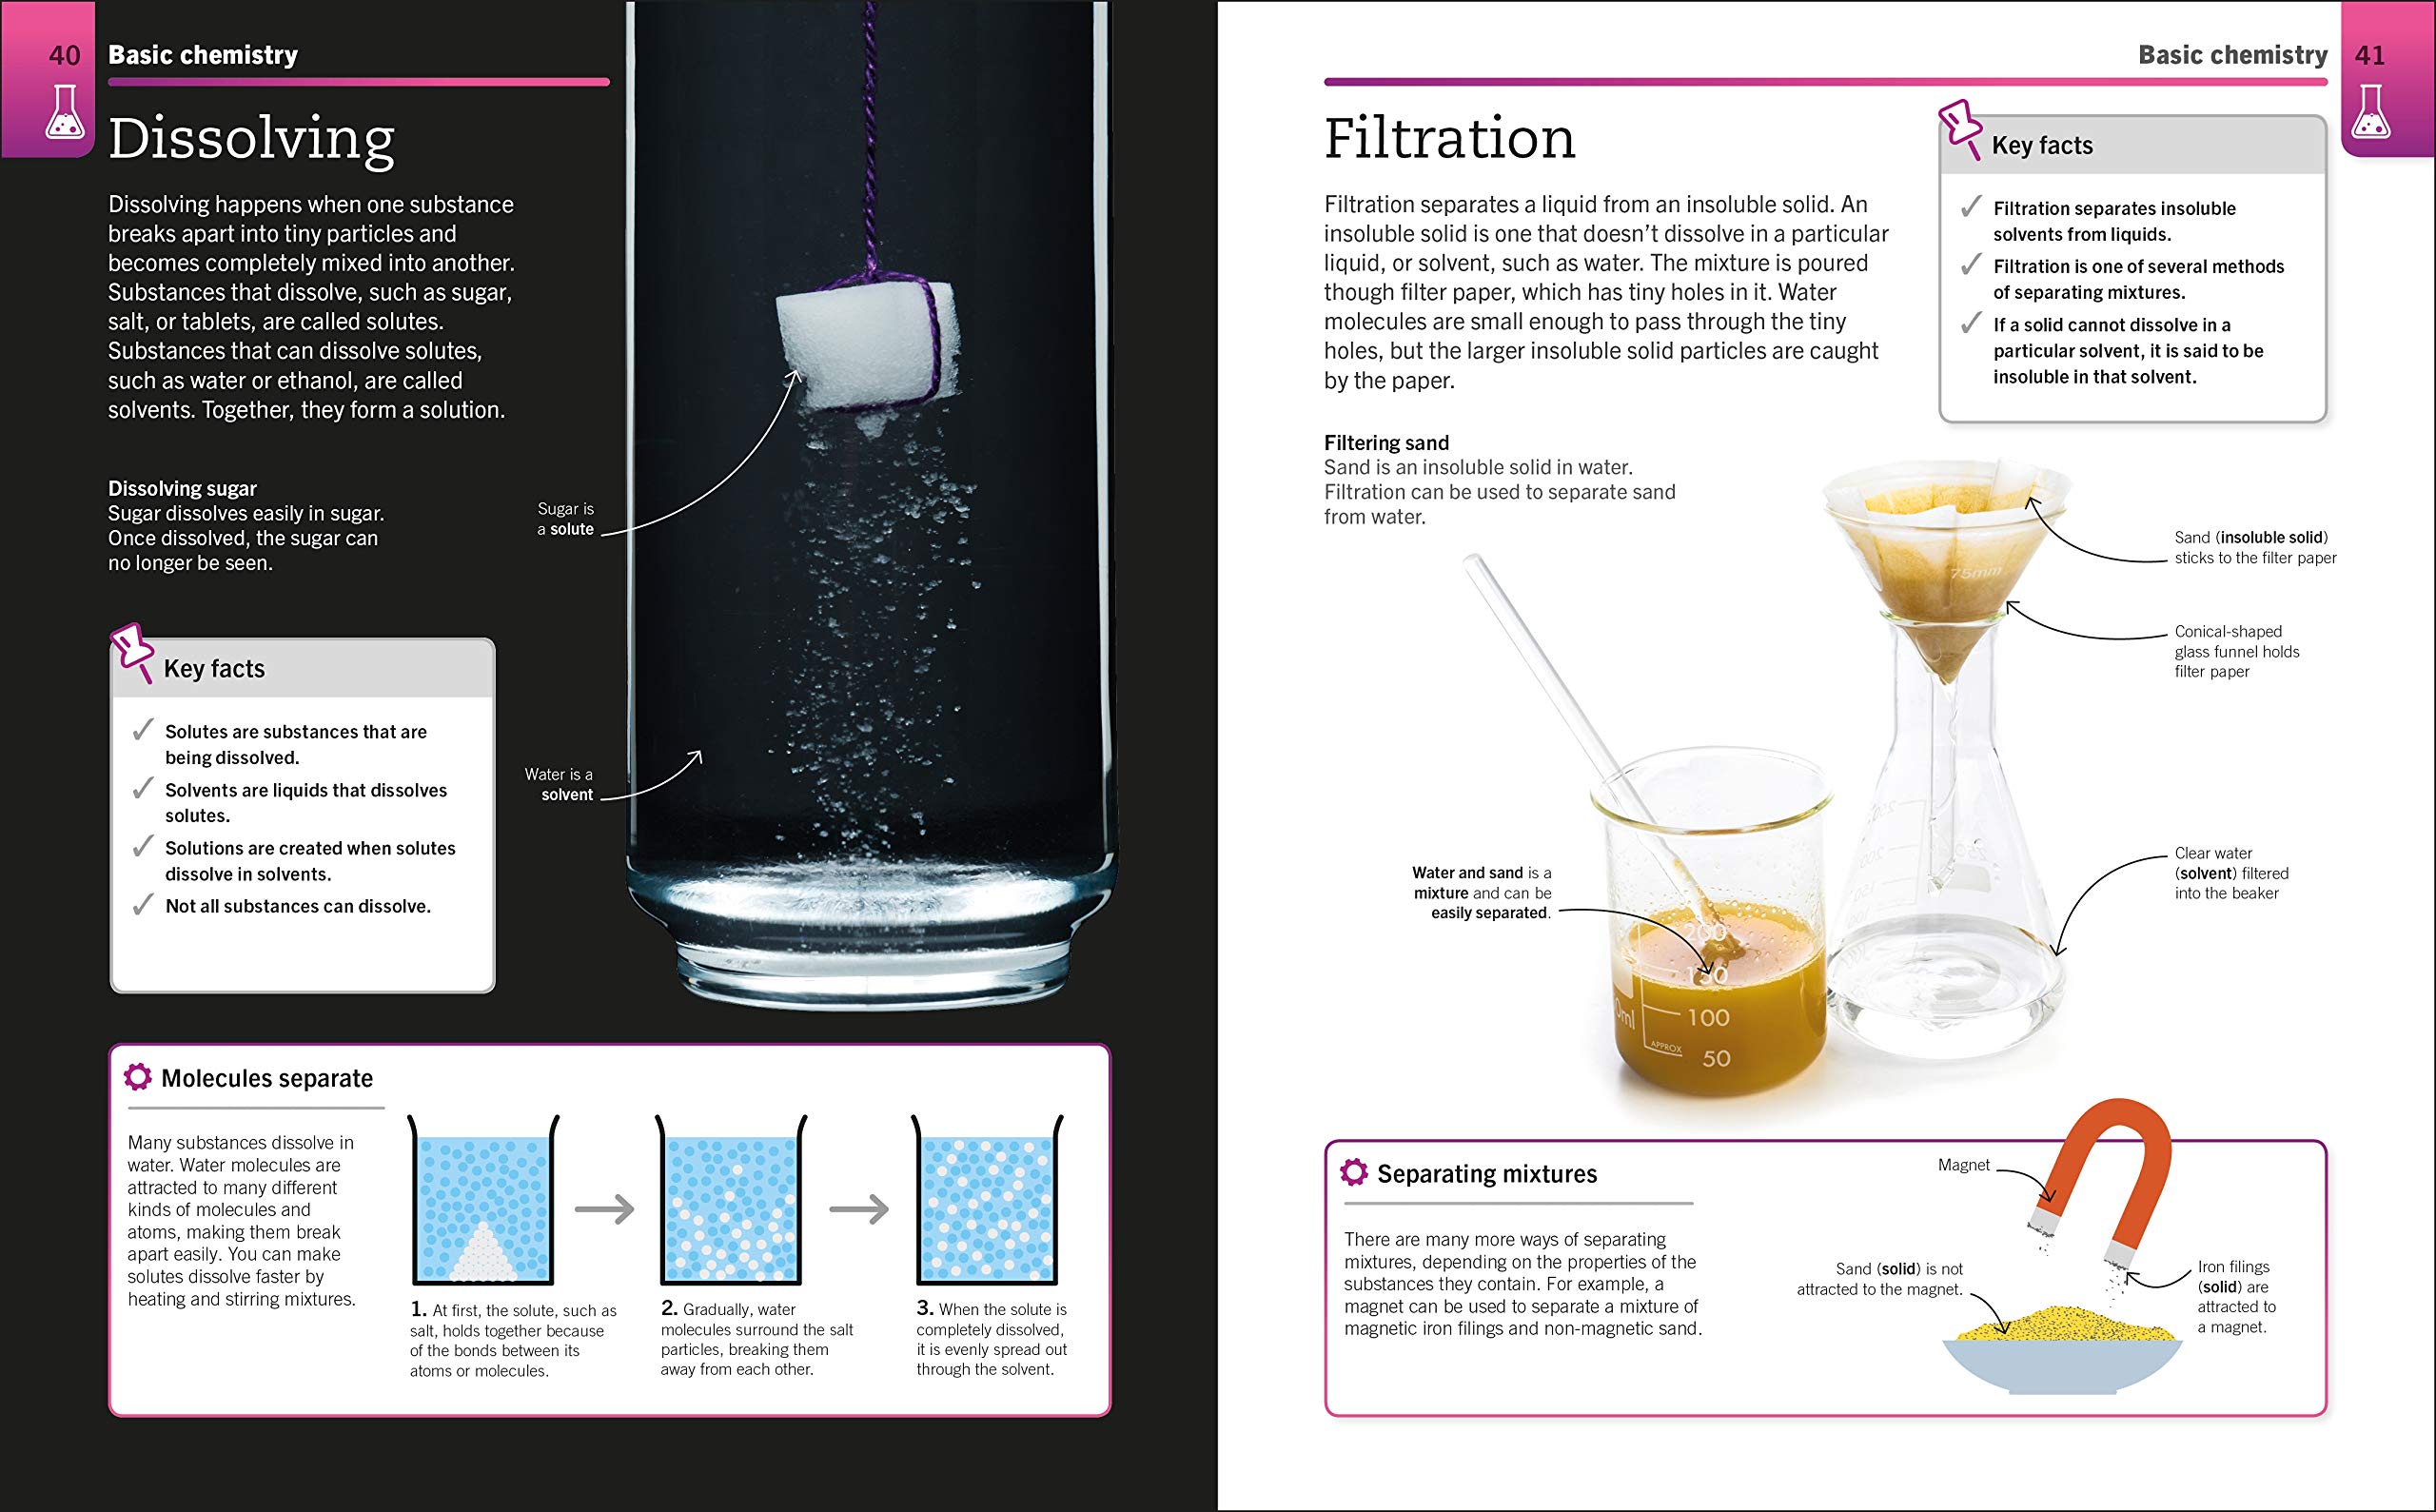 40
Basic chemistry
Dissolving
Dissolving happens when one substance
breaks apart into tiny particles and
becomes completely mixed into another.
Substances that dissolve, such as sugar,
salt, or tablets, are called solutes.
Substances that can dissolve solutes,
such as water or ethanol, are called
solvents. Together, they form a solution.
Dissolving sugar
Sugar dissolves easily in sugar.
Once dissolved, the sugar can
no longer be seen.
Sugar is
a solute
Water is a
solvent
Key facts
✓ Solutes are substances that are
being dissolved.
✓ Solvents are liquids that dissolves
solutes.
✓ Solutions are created when solutes
dissolve in solvents.
✓ Not all substances can dissolve.
Molecules separate
Many substances dissolve in
water. Water molecules are
attracted to many different
kinds of molecules and
atoms, making them break
apart easily. You can make
solutes dissolve faster by
heating and stirring mixtures.
1. At first, the solute, such as
salt, holds together because
of the bonds between its
atoms or molecules.
2. Gradually, water
molecules surround the salt
particles, breaking them
away from each other.
3. When the solute is
completely dissolved,
it is evenly spread out
through the solvent.
Basic chemistry
41
Filtration
Filtration separates a liquid from an insoluble solid. An
insoluble solid is one that doesn't dissolve in a particular
liquid, or solvent, such as water. The mixture is poured
though filter paper, which has tiny holes in it. Water
molecules are small enough to pass through the tiny
holes, but the larger insoluble solid particles are caught
by the paper.
Key facts
✓ Filtration separates insoluble
solvents from liquids.
✓ Filtration is one of several methods
of separating mixtures.
✓ If a solid cannot dissolve in a
particular solvent, it is said to be
insoluble in that solvent.
Filtering sand
Sand is an insoluble solid in water.
Filtration can be used to separate sand
from water.
75mm
Sand (insoluble solid)
sticks to the filter paper
Conical-shaped
glass funnel holds
filter paper
Clear water
(solvent) filtered
into the beaker
Water and sand is a
mixture and can be
easily separated.
200
150
100
50
APPROX
Separating mixtures
There are many more ways of separating
mixtures, depending on the properties of the
substances they contain. For example, a
magnet can be used to separate a mixture of
magnetic iron filings and non-magnetic sand.
Magnet
Sand (solid) is not
attracted to the magnet.
Iron filings
(solid) are
attracted to
a magnet.